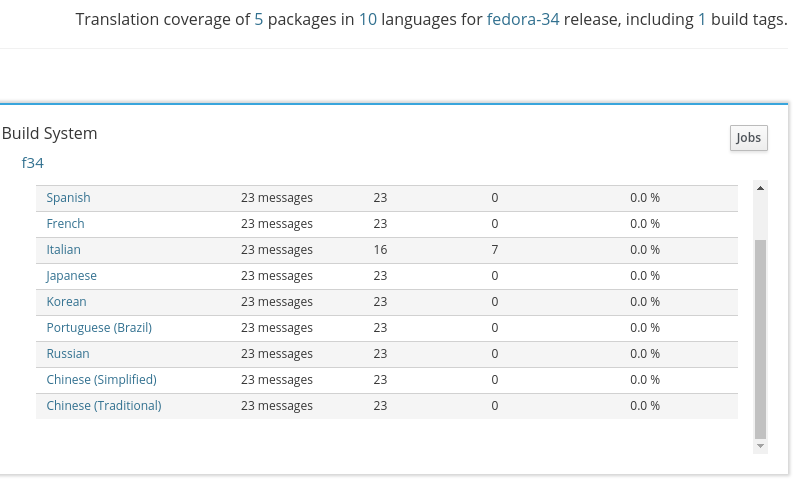 Translation coverage of 5 packages in 10 languages for fedora-34 release, including 1 build tags.
Build System
Jobs
f34
Spanish 23 messages 23 0 0.0 %
French 23 messages 23 0 0.0 %
Italian 23 messages 16 7 0.0 %
Japanese 23 messages 23 0 0.0 %
Korean 23 messages 23 0 0.0 %
Portuguese (Brazil) 23 messages 23 0 0.0 %
Russian 23 messages 23 0 0.0 %
Chinese (Simplified) 23 messages 23 0 0.0 %
Chinese (Traditional) 23 messages 23 0 0.0 %